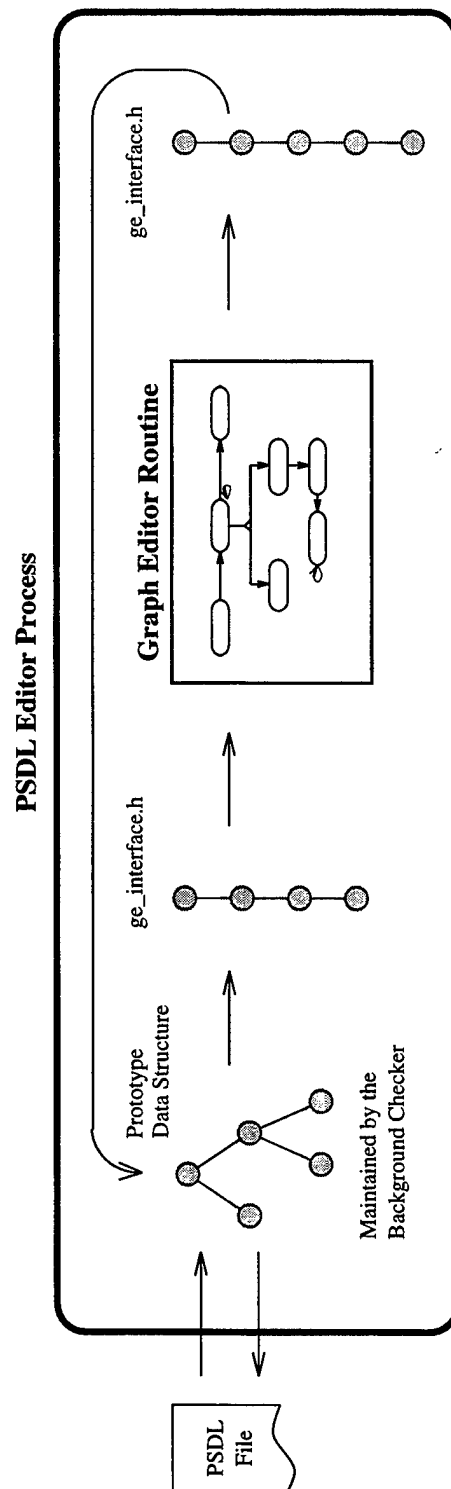 PSDL Editor Process
PSDL
File
Prototype
Data Structure
Maintained by the
Background Checker
ge_interface.h
Graph Editor Routine
ge_interface.h